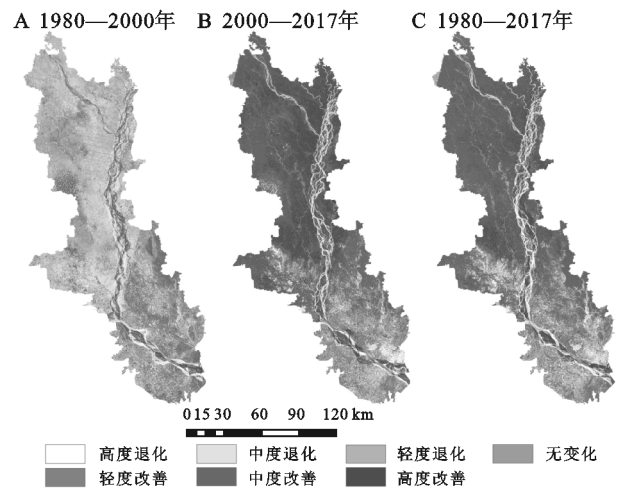 A 1980—2000年 B 2000—2017年 C 1980—2017年
0 15 30 60 90 120 km
高度退化 中度退化 轻度退化 无变化
轻度改善 中度改善 高度改善